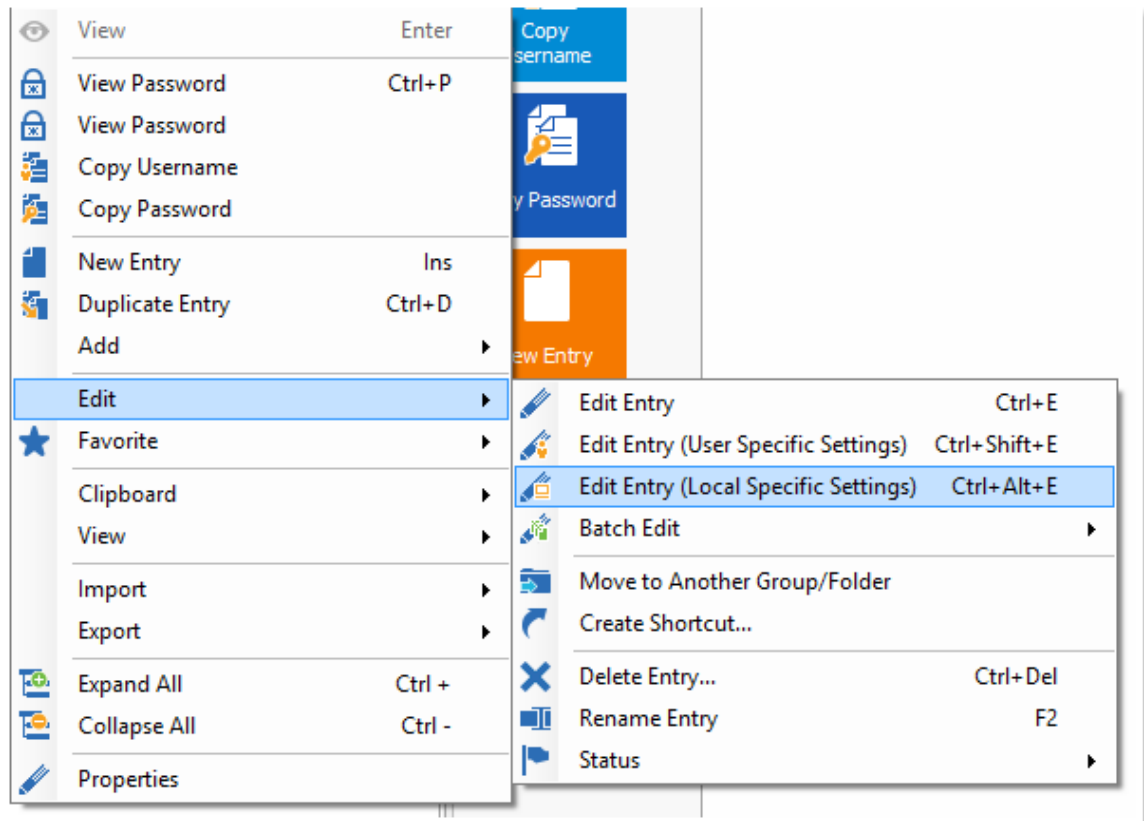 View Enter
View Password Ctrl+P
View Password
Copy Username
Copy Password
New Entry Ins
Duplicate Entry Ctrl+D
Add
Edit
Favorite
Clipboard
View
Import
Export
Expand All Ctrl +
Collapse All Ctrl -
Properties
Copy
sername
y Password
ew Entry
Edit Entry Ctrl+E
Edit Entry (User Specific Settings) Ctrl+Shift+E
Edit Entry (Local Specific Settings) Ctrl+Alt+E
Batch Edit
Move to Another Group/Folder
Create Shortcut...
Delete Entry... Ctrl+Del
Rename Entry F2
Status